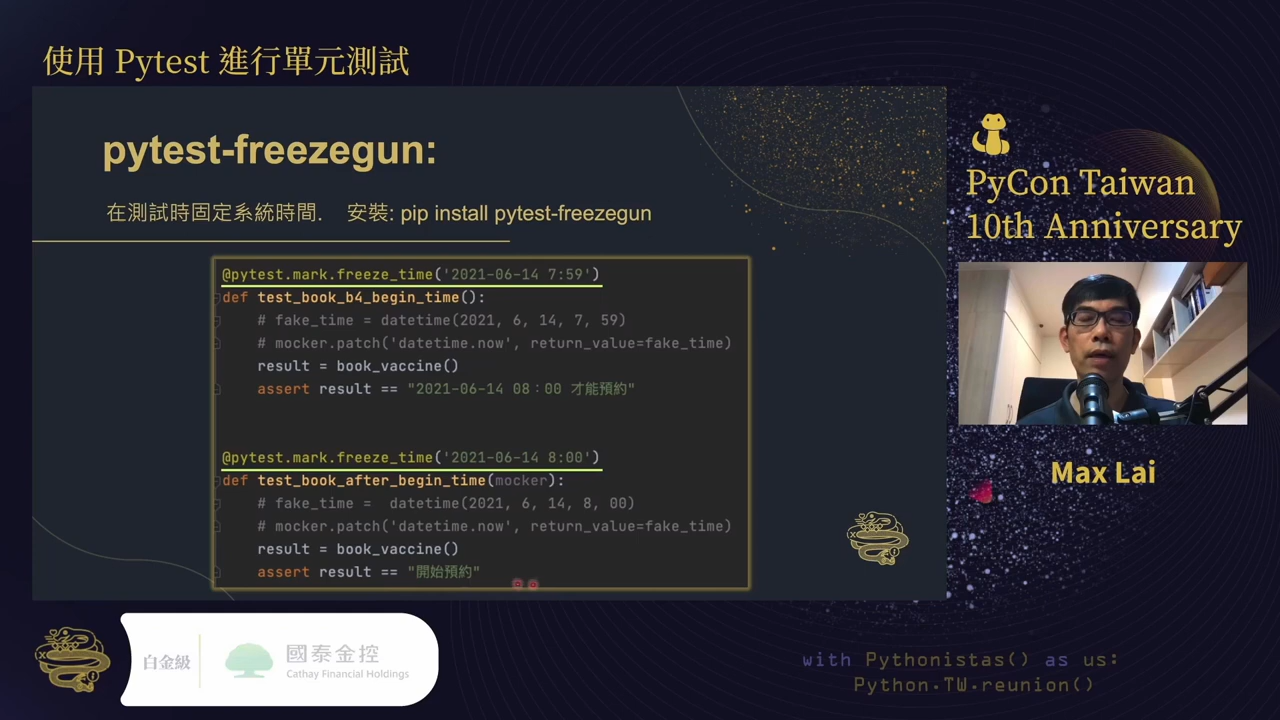 使用 Pytest 進行單元測試
pytest-freezegun:
在測試時固定系統時間. 安裝: pip install pytest-freezegun
@pytest.mark.freeze_time('2021-06-14 7:59')
def test_book_b4_begin_time():
# fake_time = datetime(2021, 6, 14, 7, 59)
# mocker.patch('datetime.now', return_value=fake_time)
result = book_vaccine()
assert result == "2021-06-14 08：00 才能預約"
@pytest.mark.freeze_time('2021-06-14 8:00')
def test_book_after_begin_time(mocker):
# fake_time =  datetime(2021, 6, 14, 8, 00)
# mocker.patch('datetime.now', return_value=fake_time)
result = book_vaccine()
assert result == "開始預約"
PyCon Taiwan
10th Anniversary
Max Lai
白金級
國泰金控
Cathay Financial Holdings
with Pythonistas() as us:
Python.TW.reunion()